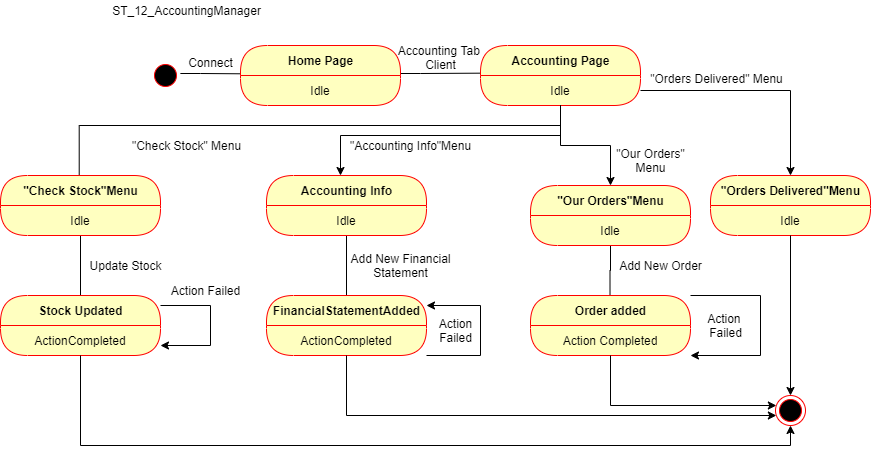 ST_12_AccountingManager
Connect
Home Page
Idle
Accounting Tab
Client
Accounting Page
Idle
"Orders Delivered" Menu
"Check Stock" Menu
"Accounting Info"Menu
"Our Orders"
Menu
"Check Stock"Menu
Idle
Accounting Info
Idle
"Our Orders"Menu
Idle
"Orders Delivered"Menu
Idle
Update Stock
Add New Financial
Statement
Add New Order
Stock Updated
ActionCompleted
Action Failed
FinancialStatementAdded
ActionCompleted
Action
Failed
Order added
Action Completed
Action
Failed